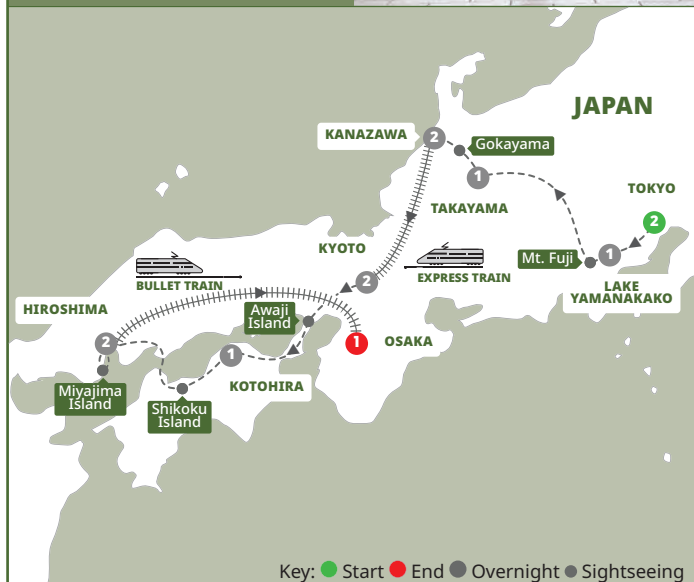 JAPAN
KANAZAWA
2
Gokayama
1
TAKAYAMA
TOKYO
2
Mt. Fuji
1
LAKE
YAMANAKAKO
KYOTO
2
EXPRESS TRAIN
BULLET TRAIN
HIROSHIMA
2
Awaji
Island
1
OSAKA
1
KOTOHIRA
Miyajima
Island
Shikoku
Island
Key: Start End Overnight Sightseeing